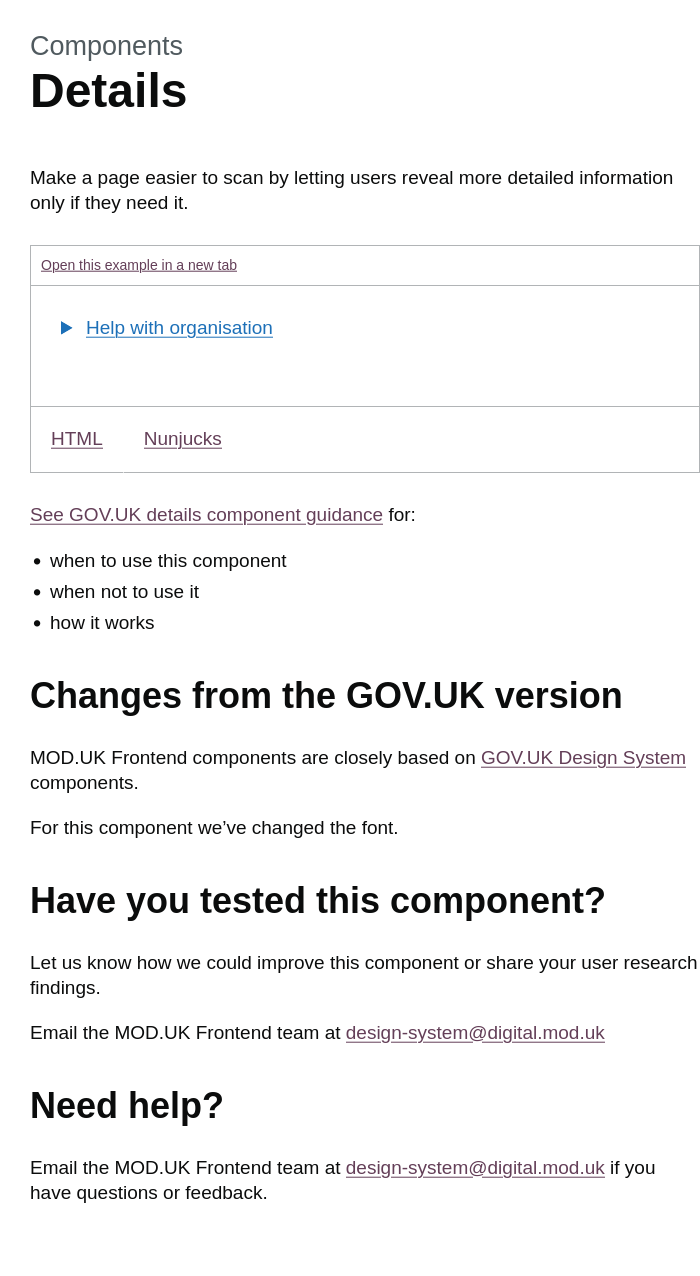 Components
Details
Make a page easier to scan by letting users reveal more detailed information
only if they need it.
Open this example in a new tab
Help with organisation
HTML Nunjucks
See GOV.UK details component guidance for:
• when to use this component
• when not to use it
• how it works
Changes from the GOV.UK version
MOD.UK Frontend components are closely based on GOV.UK Design System
components.
For this component we’ve changed the font.
Have you tested this component?
Let us know how we could improve this component or share your user research
findings.
Email the MOD.UK Frontend team at design-system@digital.mod.uk
Need help?
Email the MOD.UK Frontend team at design-system@digital.mod.uk if you
have questions or feedback.